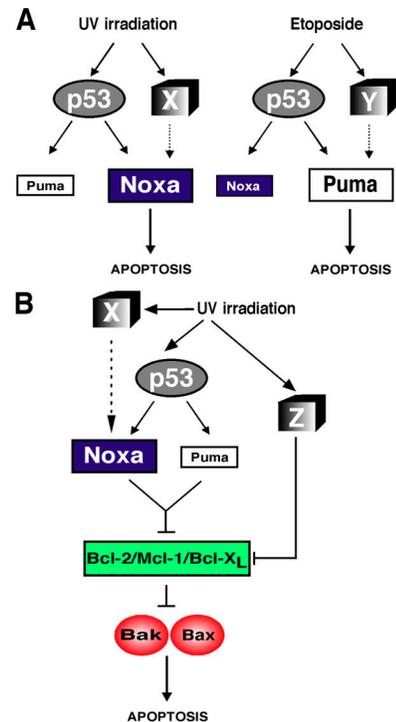 A
UV irradiation Etoposide
p53 X p53 Y
Puma Noxa Noxa Puma
APOPTOSIS APOPTOSIS
B
X UV irradiation
p53
Z
Noxa Puma
Bcl-2/Mcl-1/Bcl-XL
Bak Bax
APOPTOSIS